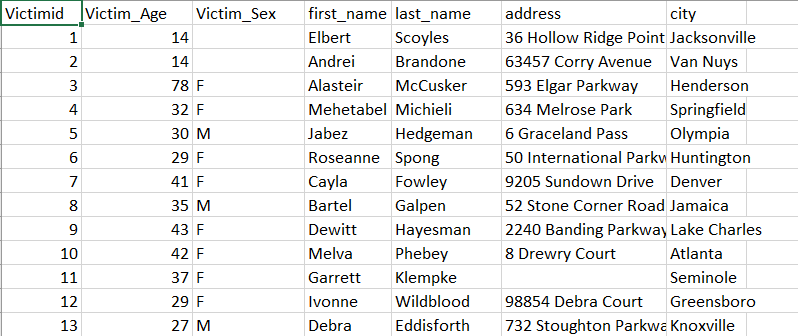 Victimid Victim_Age Victim_Sex first_name last_name address city
1 14 Elbert Scoyles 36 Hollow Ridge Point Jacksonville
2 14 Andrei Brandone 63457 Corry Avenue Van Nuys
3 78 F Alasteir McCusker 593 Elgar Parkway Henderson
4 32 F Mehetabel Michieli 634 Melrose Park Springfield
5 30 M Jabez Hedgeman 6 Graceland Pass Olympia
6 29 F Roseanne Spong 50 International Parkw Huntington
7 41 F Cayla Fowley 9205 Sundown Drive Denver
8 35 M Bartel Galpen 52 Stone Corner Road Jamaica
9 43 F Dewitt Hayesman 2240 Banding Parkway Lake Charles
10 42 F Melva Phebey 8 Drewry Court Atlanta
11 37 F Garrett Klempke Seminole
12 29 F Ivonne Wildblood 98854 Debra Court Greensboro
13 27 M Debra Eddisforth 732 Stoughton Parkwa Knoxville